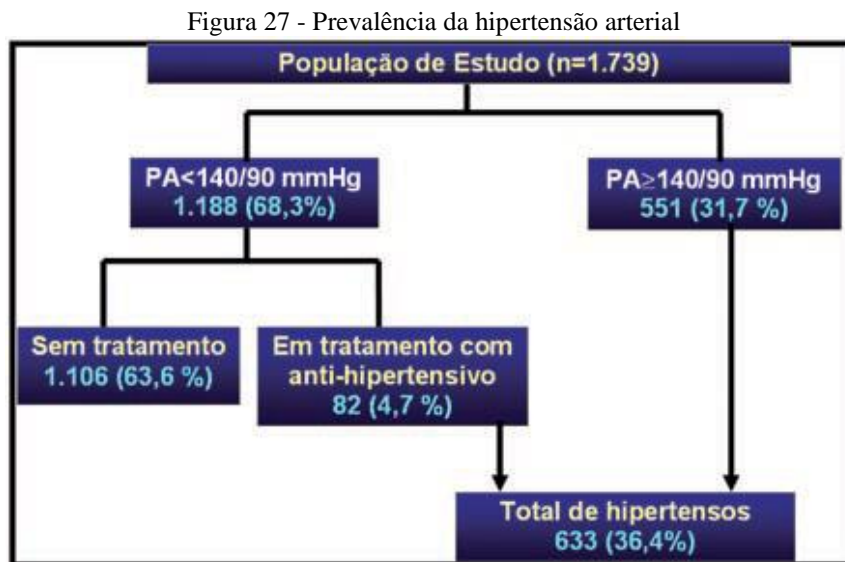 Figura 27 - Prevalência da hipertensão arterial
População de Estudo (n=1.739)
PA<140/90 mmHg
1.188 (68,3%)
PA≥140/90 mmHg
551 (31,7 %)
Sem tratamento
1.106 (63,6 %)
Em tratamento com
anti-hipertensivo
82 (4,7 %)
Total de hipertensos
633 (36,4%)